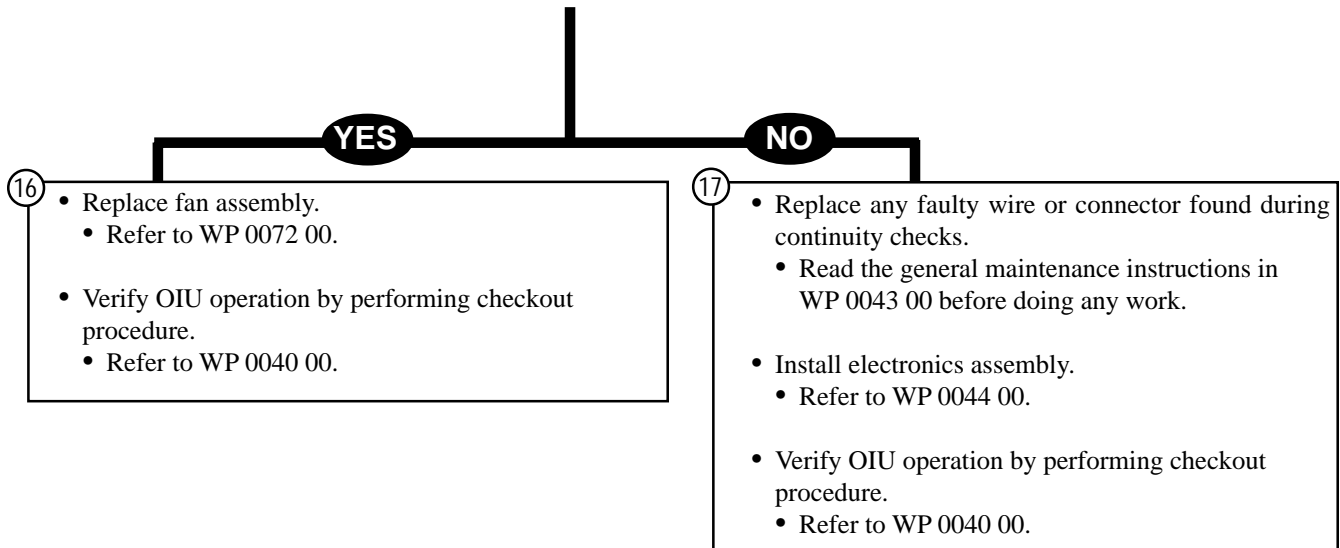 YES
NO
16
• Replace fan assembly.
• Refer to WP 0072 00.
• Verify OIU operation by performing checkout
procedure.
• Refer to WP 0040 00.
17
• Replace any faulty wire or connector found during
continuity checks.
• Read the general maintenance instructions in
WP 0043 00 before doing any work.
• Install electronics assembly.
• Refer to WP 0044 00.
• Verify OIU operation by performing checkout
procedure.
• Refer to WP 0040 00.